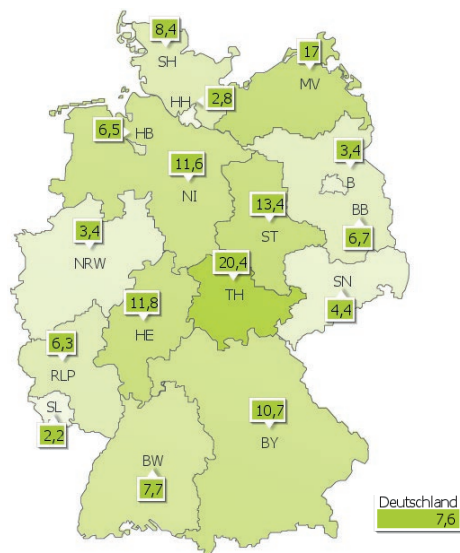 8,4
SH
17
MV
HH
2,8
6,5
HB
3,4
B
11,6
NI
BB
13,4
ST
6,7
3,4
NRW
20,4
TH
SN
4,4
11,8
HE
6,3
RLP
SL
2,2
10,7
BY
BW
7,7
Deutschland
7,6